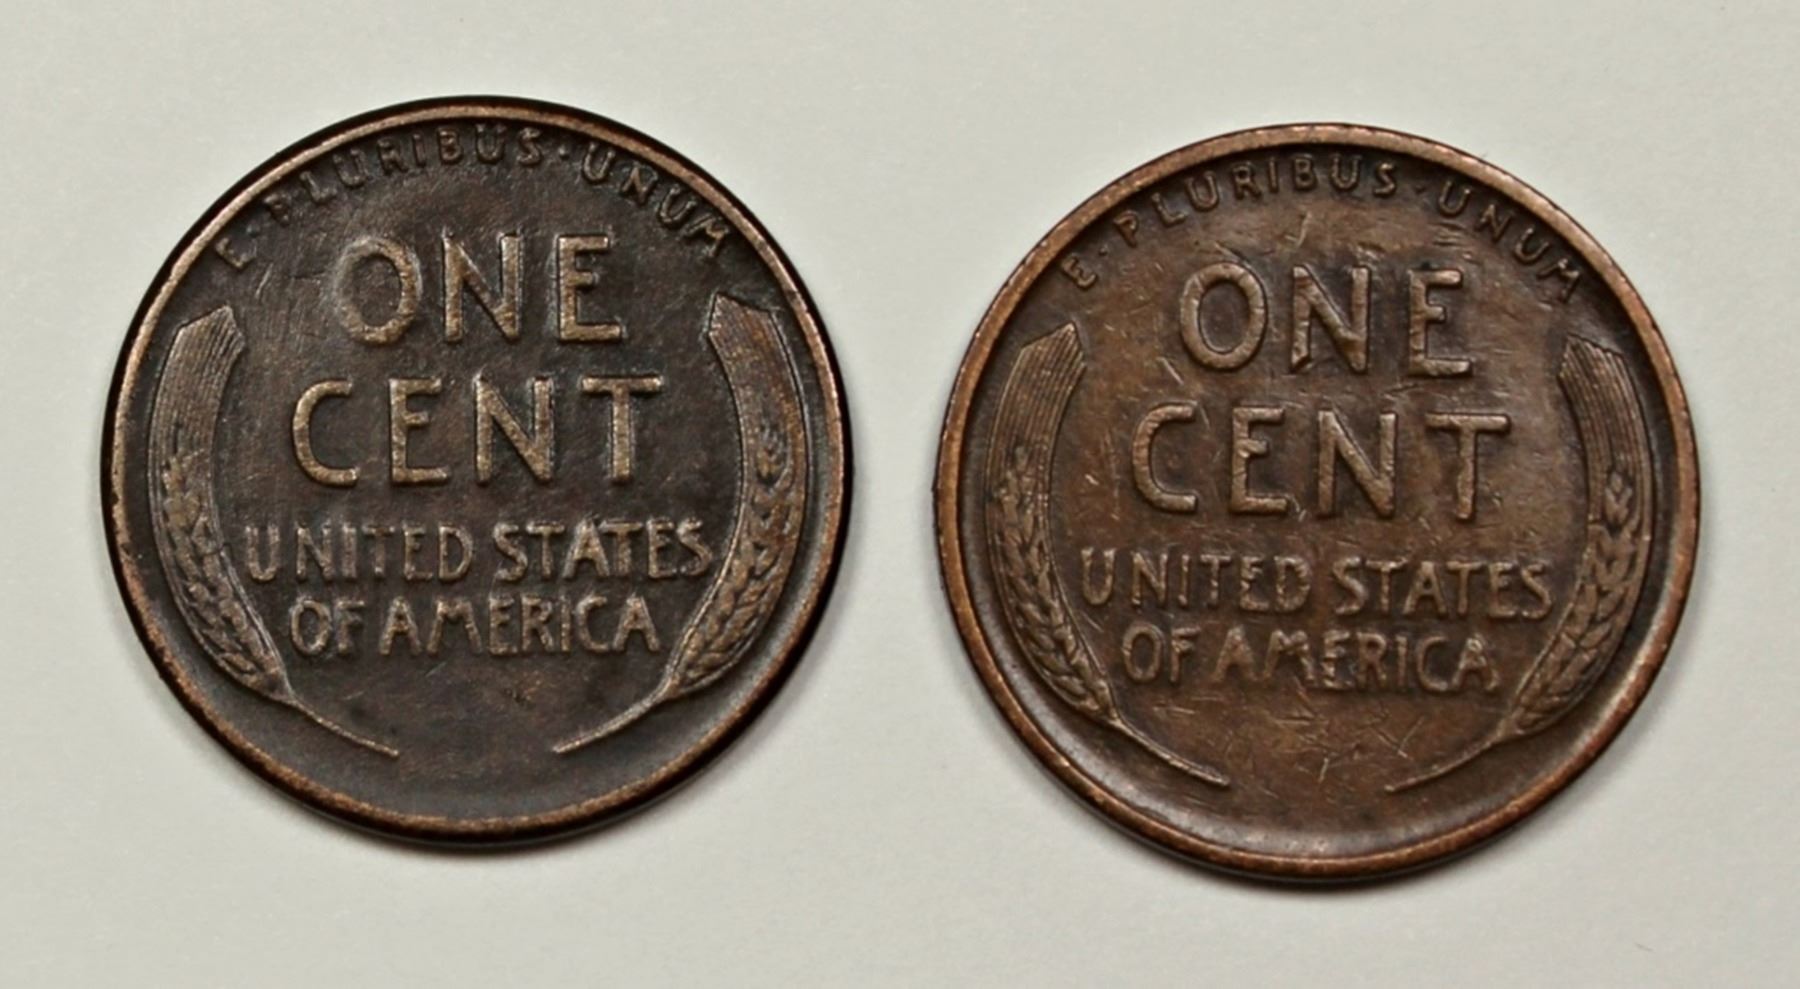 E·PLURIBUS·UNUM
ONE
CENT
UNITED STATES
OF AMERICA
E·PLURIBUS·UNUM
ONE
CENT
UNITED STATES
OF AMERICA